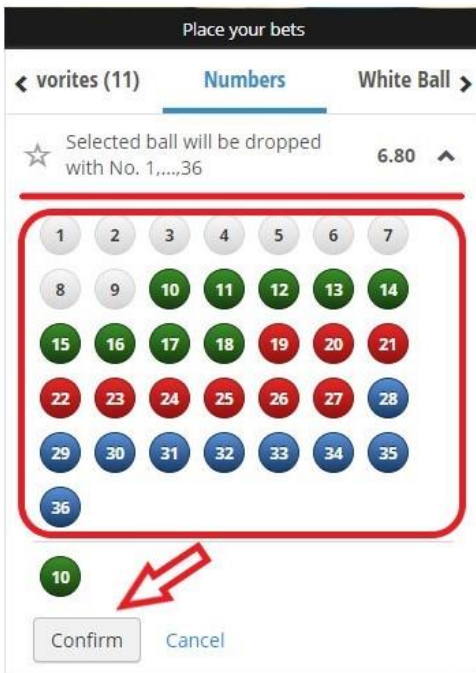 Place your bets
vorites (11) Numbers White Ball
Selected ball will be dropped 6.80
with No. 1,...,36
1 2 3 4 5 6 7
8 9 10 11 12 13 14
15 16 17 18 19 20 21
22 23 24 25 26 27 28
29 30 31 32 33 34 35
36
10
Confirm Cancel